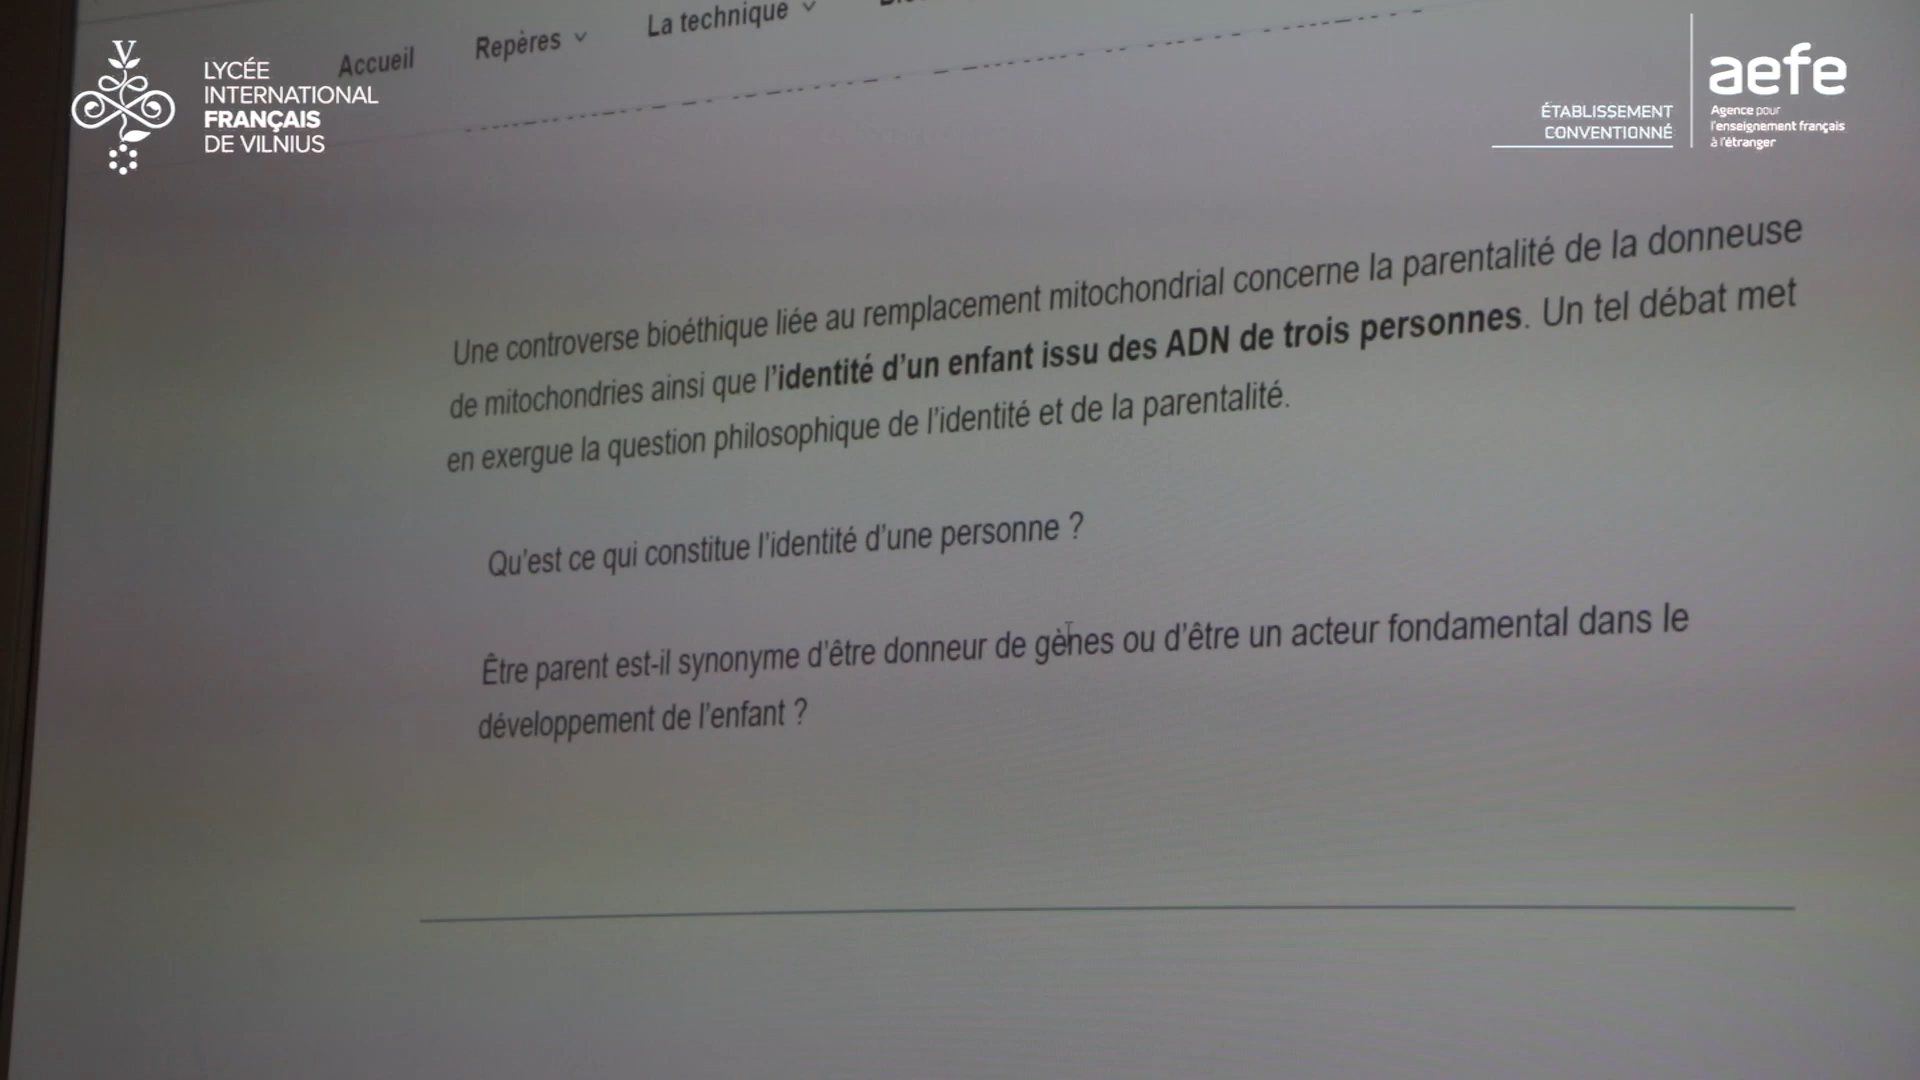 Accueil
Repères
La technique
LYCÉE
INTERNATIONAL
FRANÇAIS
DE VILNIUS
ÉTABLISSEMENT
CONVENTIONNÉ
aefe
Agence pour
l'enseignement français
à l'étranger
Une controverse bioéthique liée au remplacement mitochondrial concerne la parentalité de la donneuse
de mitochondries ainsi que l'identité d'un enfant issu des ADN de trois personnes. Un tel débat met
en exergue la question philosophique de l'identité et de la parentalité.
Qu'est ce qui constitue l'identité d'une personne ?
Être parent est-il synonyme d'être donneur de gènes ou d'être un acteur fondamental dans le
développement de l'enfant ?